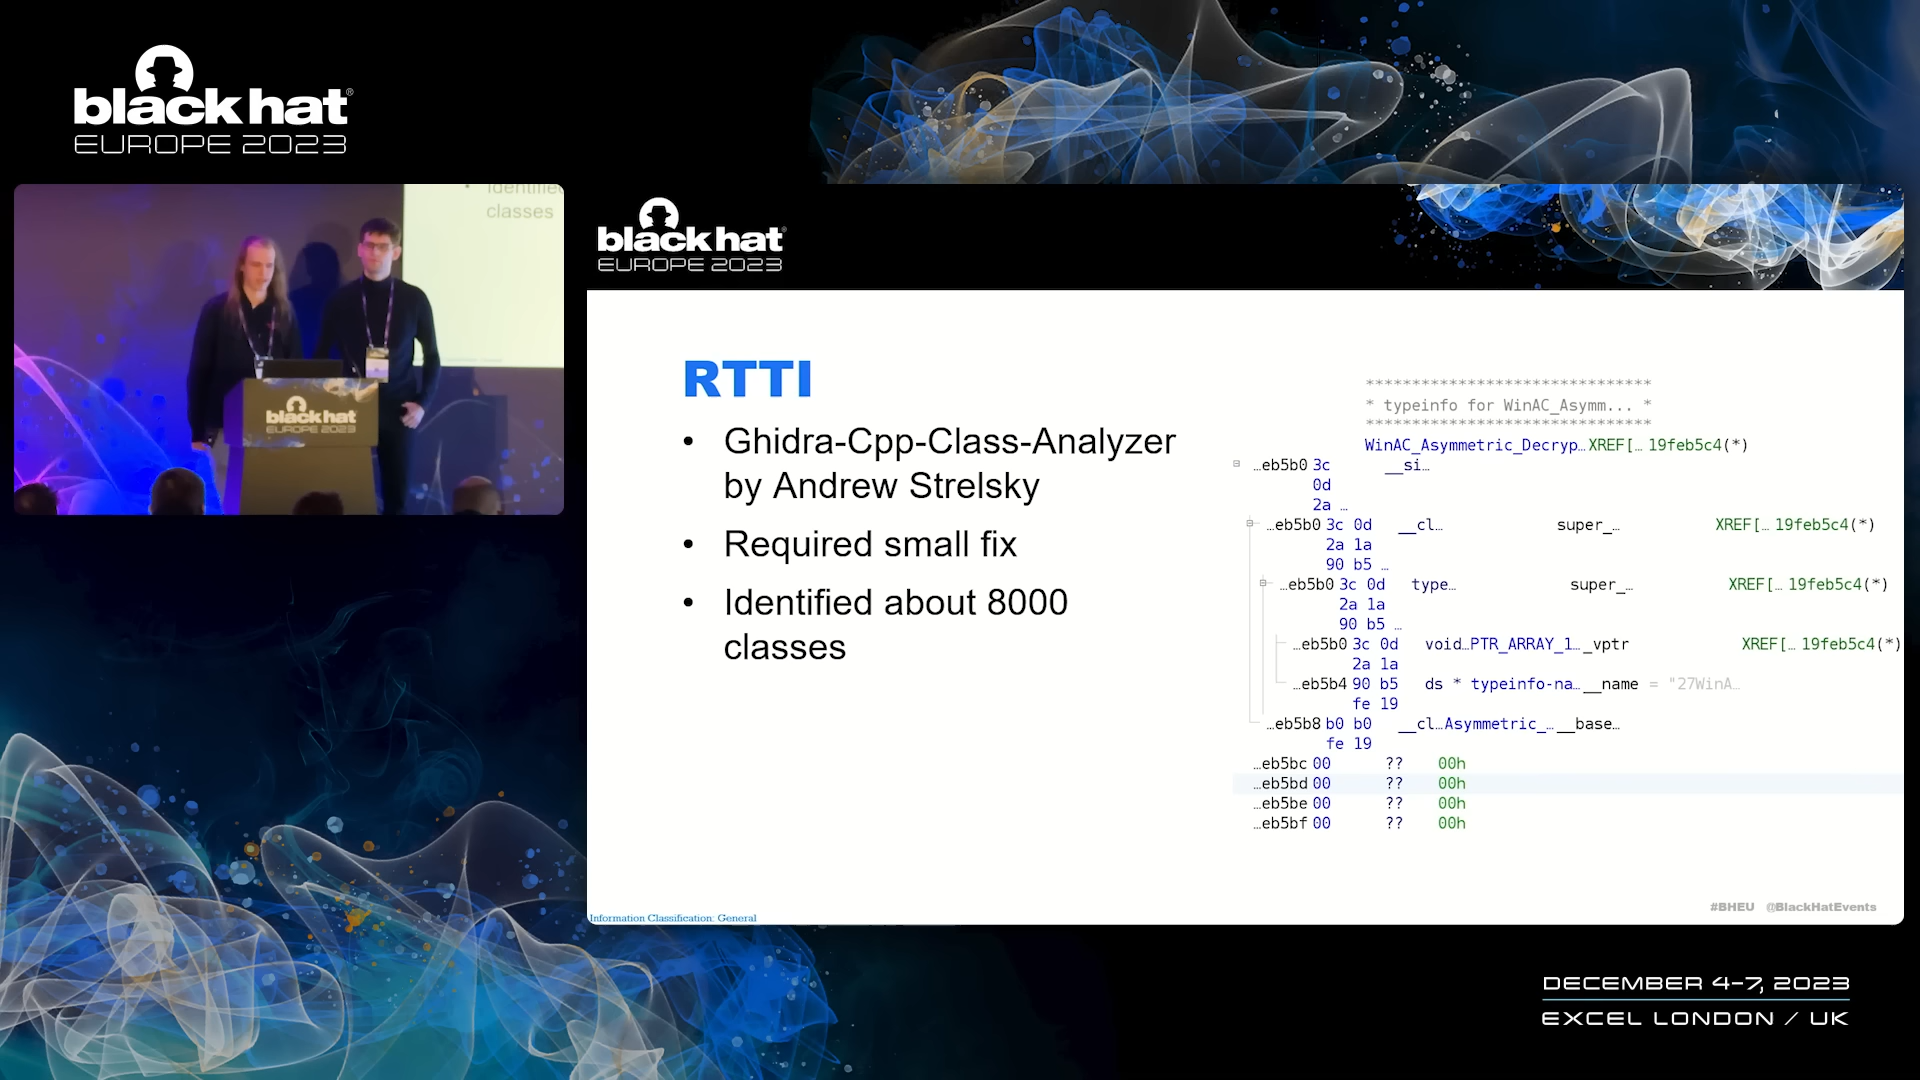 black hat®
EUROPE 2023
Identified
classes
black hat
EUROPE 2023
black hat®
EUROPE 2023
RTTI
• Ghidra-Cpp-Class-Analyzer
by Andrew Strelsky
• Required small fix
• Identified about 8000
classes
*******************************
* typeinfo for WinAC_Asymm... *
*******************************
WinAC_Asymmetric_Decryp… XREF[… 19feb5c4(*)
…eb5b0 3c __si…
0d
2a …
…eb5b0 3c 0d __cl… super_… XREF[… 19feb5c4(*)
2a 1a
90 b5 …
…eb5b0 3c 0d type… super_… XREF[… 19feb5c4(*)
2a 1a
90 b5 …
…eb5b0 3c 0d void…PTR_ARRAY_1…_vptr XREF[… 19feb5c4(*)
2a 1a
…eb5b4 90 b5 ds * typeinfo-na…__name = "27WinA…
fe 19
…eb5b8 b0 b0 __cl…Asymmetric_…__base…
fe 19
…eb5bc 00 ?? 00h
…eb5bd 00 ?? 00h
…eb5be 00 ?? 00h
…eb5bf 00 ?? 00h
Information Classification: General
#BHEU @BlackHatEvents
DECEMBER 4-7, 2023
EXCEL LONDON / UK